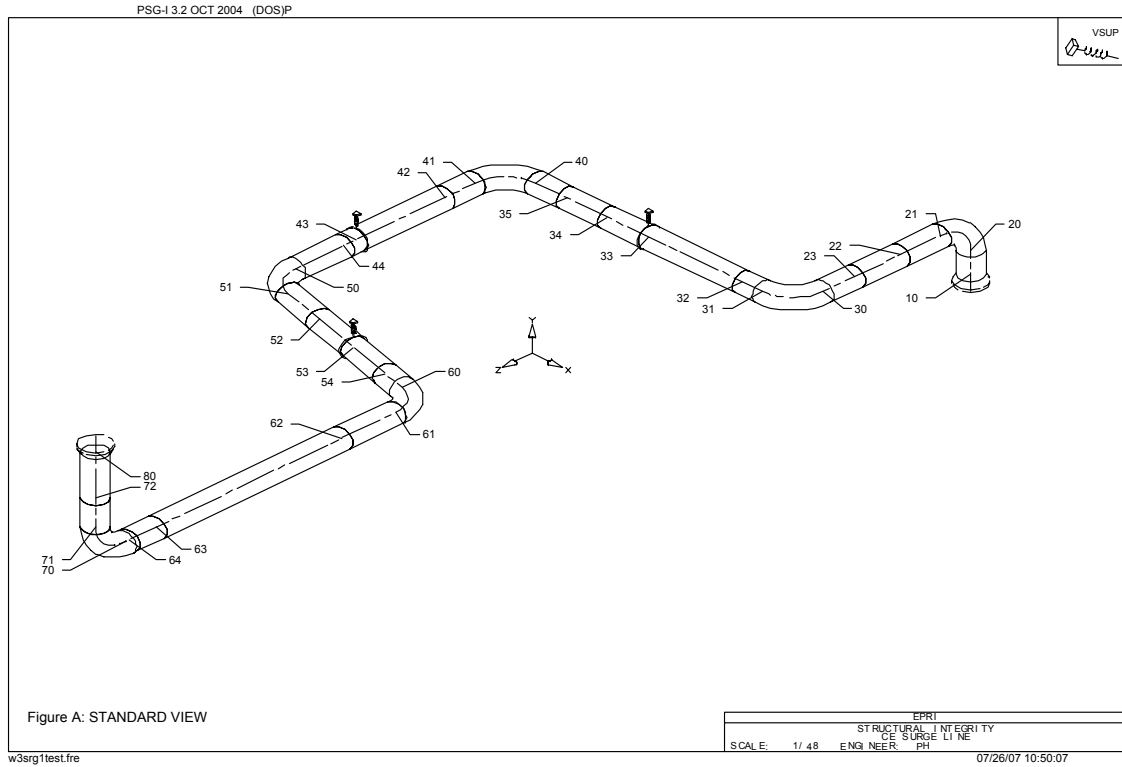 PSG-I 3.2 OCT 2004 (DOS)P
VSUP
41
40
42
21
20
35
43
34
22
33
23
44
50
51
32
10
31
30
52
Y
53
54
60
Z
X
62
61
80
72
63
71
64
70
Figure A: STANDARD VIEW
EPRI
STRUCTURAL INTEGRITY
CE SURGE LINE
SCALE: 1/ 48 ENGINEER: PH
w3srg1test.fre
07/26/07 10:50:07